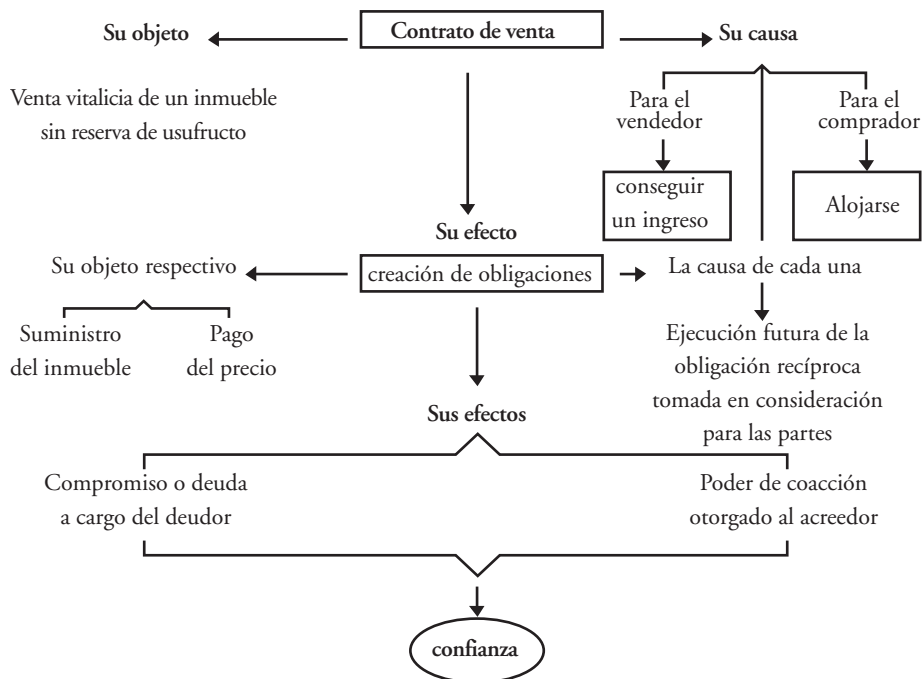 Su objeto
Contrato de venta
Su causa
Venta vitalicia de un inmueble
sin reserva de usufructo
Para el
vendedor
Para el
comprador
conseguir
un ingreso
Alojarse
Su efecto
Su objeto respectivo
creación de obligaciones
La causa de cada una
Suministro
del inmueble
Pago
del precio
Ejecución futura de la
obligación recíproca
tomada en consideración
para las partes
Sus efectos
Compromiso o deuda
a cargo del deudor
Poder de coacción
otorgado al acreedor
confianza